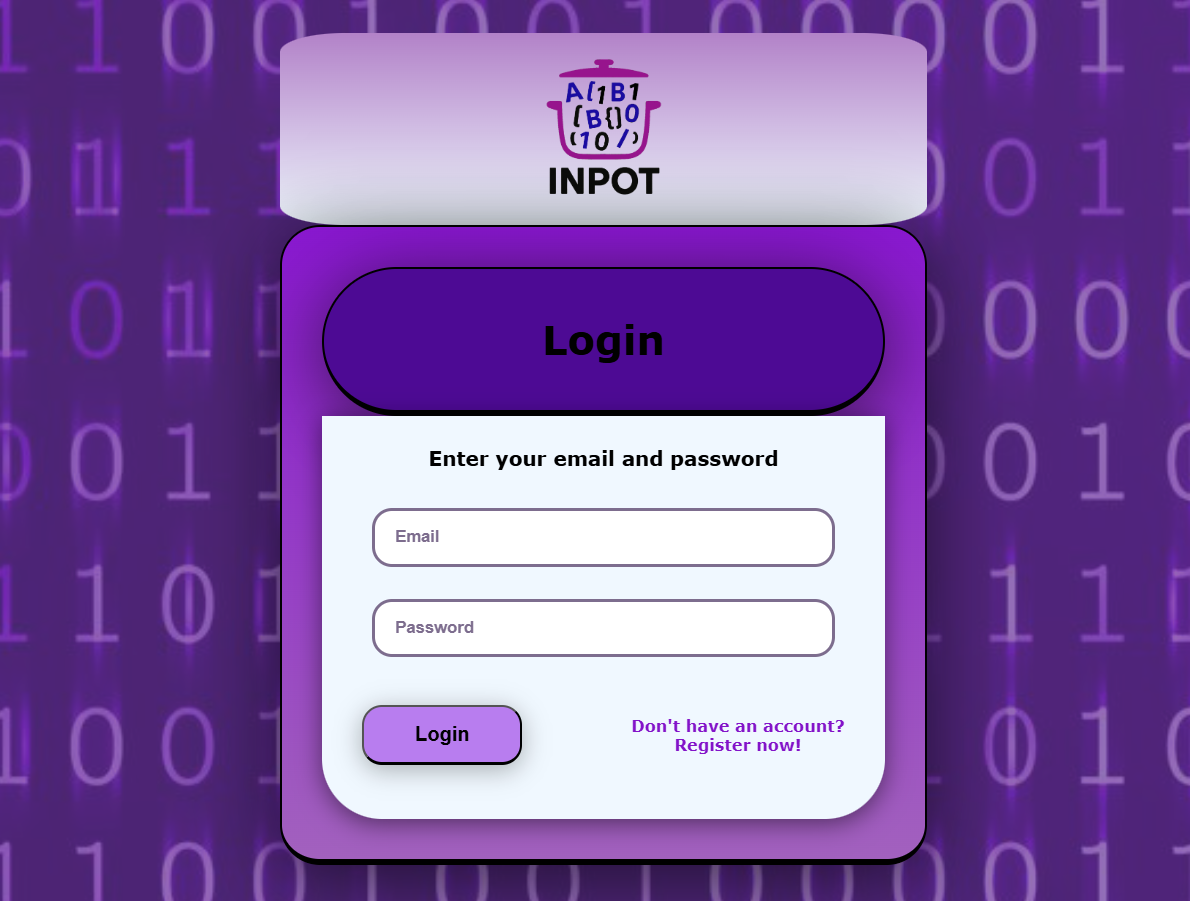 A[1B1
[B{}0
(10/)
INPOT
Login
Enter your email and password
Email
Password
Login
Don't have an account?
Register now!